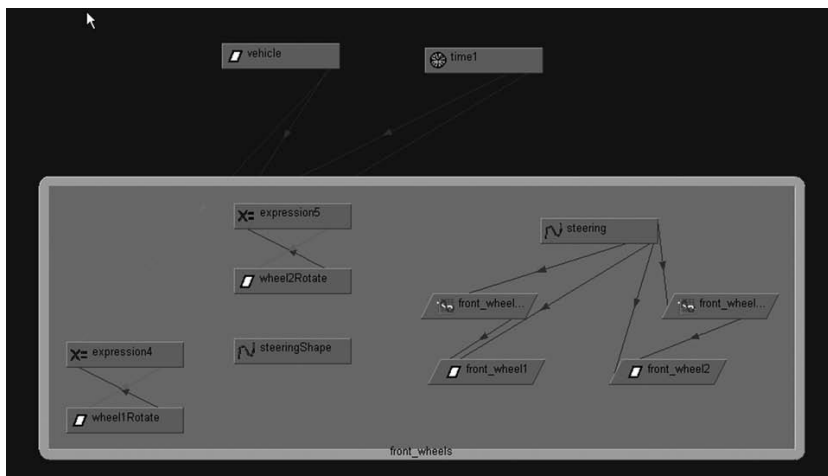 vehicle
time1
expression5
steering
wheel2Rotate
front_wheel...
front_wheel...
expression4
steeringShape
front_wheel1
front_wheel2
wheel1Rotate
front_wheels